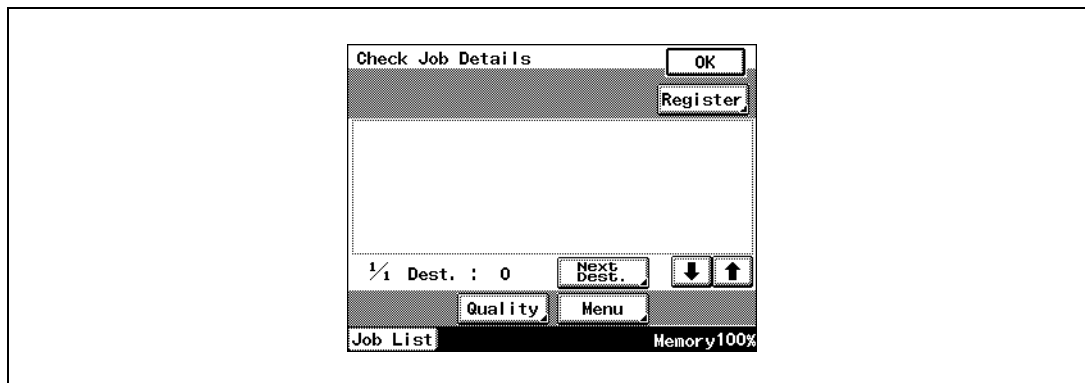 Check Job Details OK
Register
1/1 Dest. : 0 Next Dest.
Quality Menu
Job List Memory100%